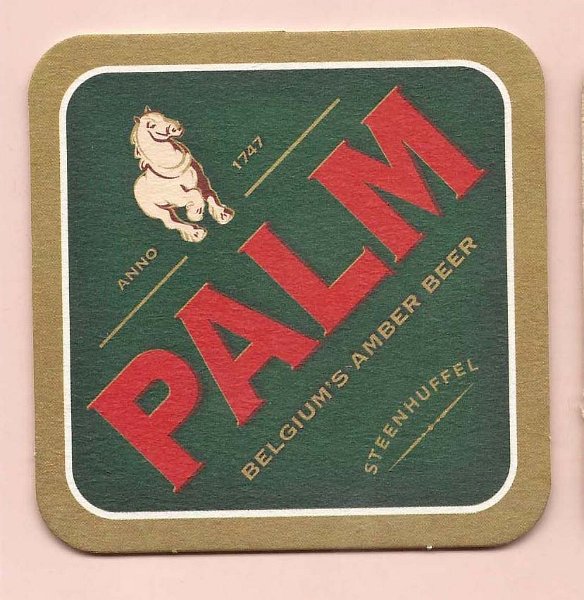 ANNO 1747
PALM
BELGIUM'S AMBER BEER
STEENHUFFEL